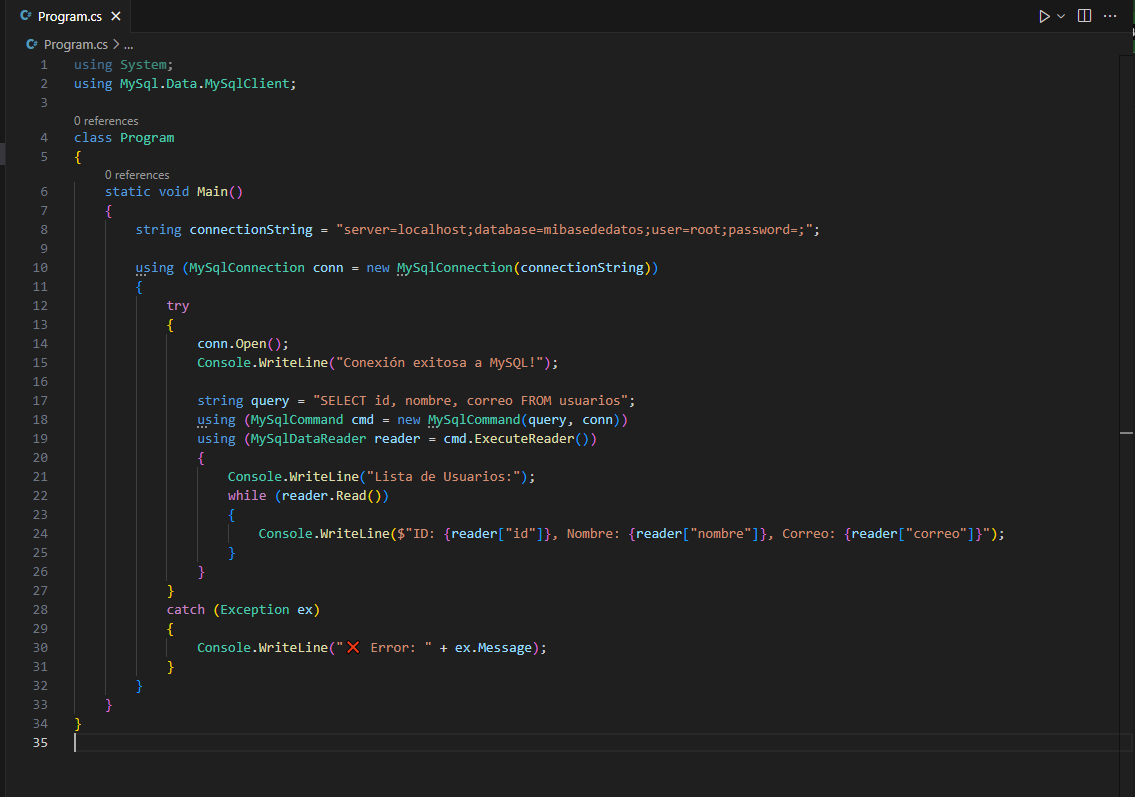 C# Program.cs ×
C# Program.cs > ...
1 using System;
2 using MySql.Data.MySqlClient;
3
0 references
4 class Program
5 {
0 references
6 static void Main()
7 {
8 string connectionString = "server=localhost;database=mibasededatos;user=root;password=;";
9
10 using (MySqlConnection conn = new MySqlConnection(connectionString))
11 {
12 try
13 {
14 conn.Open();
15 Console.WriteLine("Conexión exitosa a MySQL!");
16
17 string query = "SELECT id, nombre, correo FROM usuarios";
18 using (MySqlCommand cmd = new MySqlCommand(query, conn))
19 using (MySqlDataReader reader = cmd.ExecuteReader())
20 {
21 Console.WriteLine("Lista de Usuarios:");
22 while (reader.Read())
23 {
24 Console.WriteLine($"ID: {reader["id"]}, Nombre: {reader["nombre"]}, Correo: {reader["correo"]}");
25 }
26 }
27 }
28 catch (Exception ex)
29 {
30 Console.WriteLine("❌ Error: " + ex.Message);
31 }
32 }
33 }
34 }
35